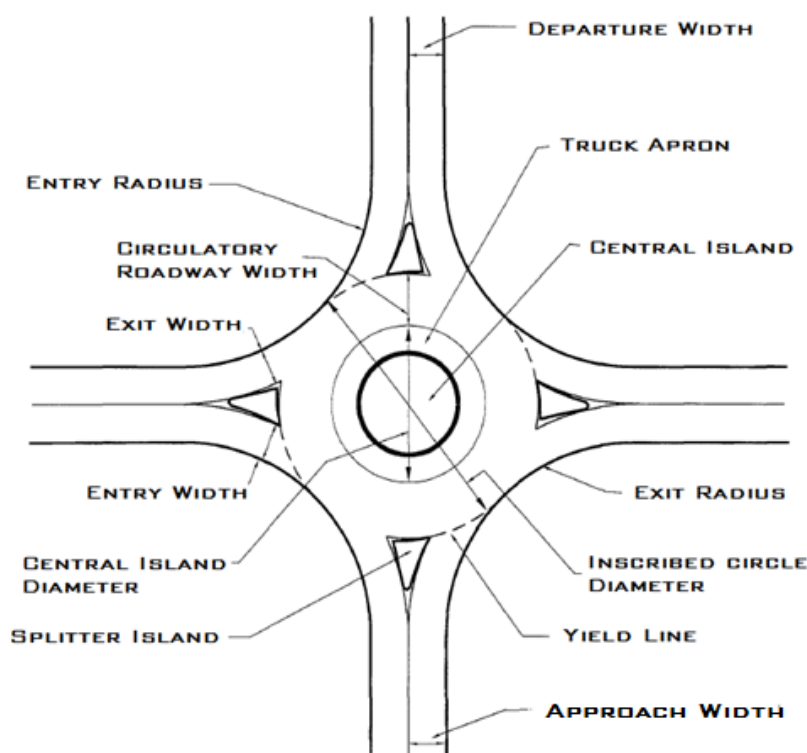 DEPARTURE WIDTH
TRUCK APRON
ENTRY RADIUS
CIRCULATORY
ROADWAY WIDTH
CENTRAL ISLAND
EXIT WIDTH
ENTRY WIDTH
EXIT RADIUS
CENTRAL ISLAND
DIAMETER
INSCRIBED CIRCLE
DIAMETER
SPLITTER ISLAND
YIELD LINE
APPROACH WIDTH